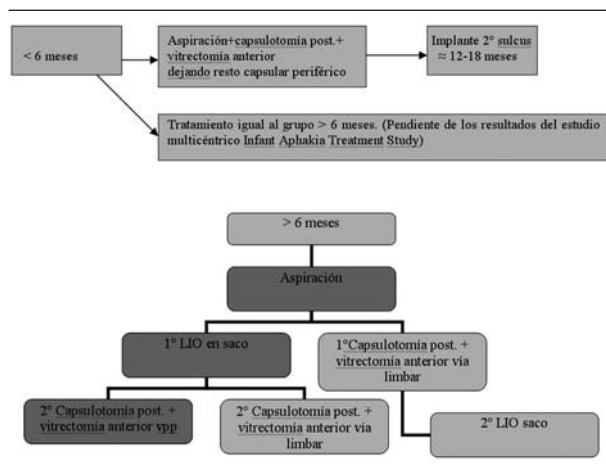 < 6 meses
Aspiración+capsulotomía post.+
vitrectomía anterior
dejando resto capsular periférico
Implante 2º sulcus
≈ 12-18 meses
Tratamiento igual al grupo > 6 meses. (Pendiente de los resultados del estudio
multicéntrico Infant Aphakia Treatment Study)
> 6 meses
Aspiración
1º LIO en saco
1ºCapsulotomía post. +
vitrectomía anterior vía
limbar
2º Capsulotomía post. +
vitrectomía anterior vpp
2º Capsulotomía post. +
vitrectomía anterior vía
limbar
2º LIO saco